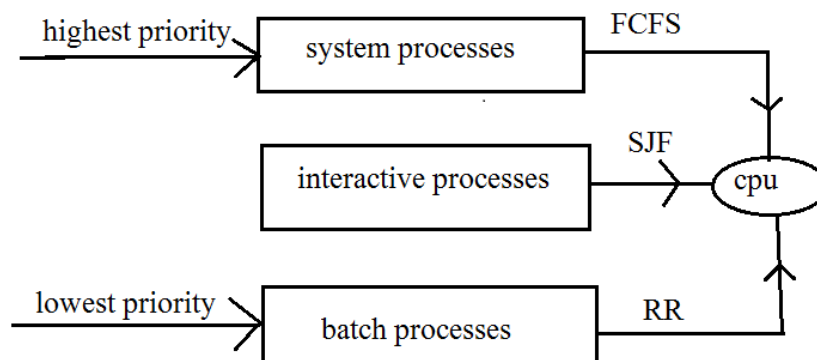 highest priority
system processes
FCFS
interactive processes
SJF
cpu
lowest priority
batch processes
RR